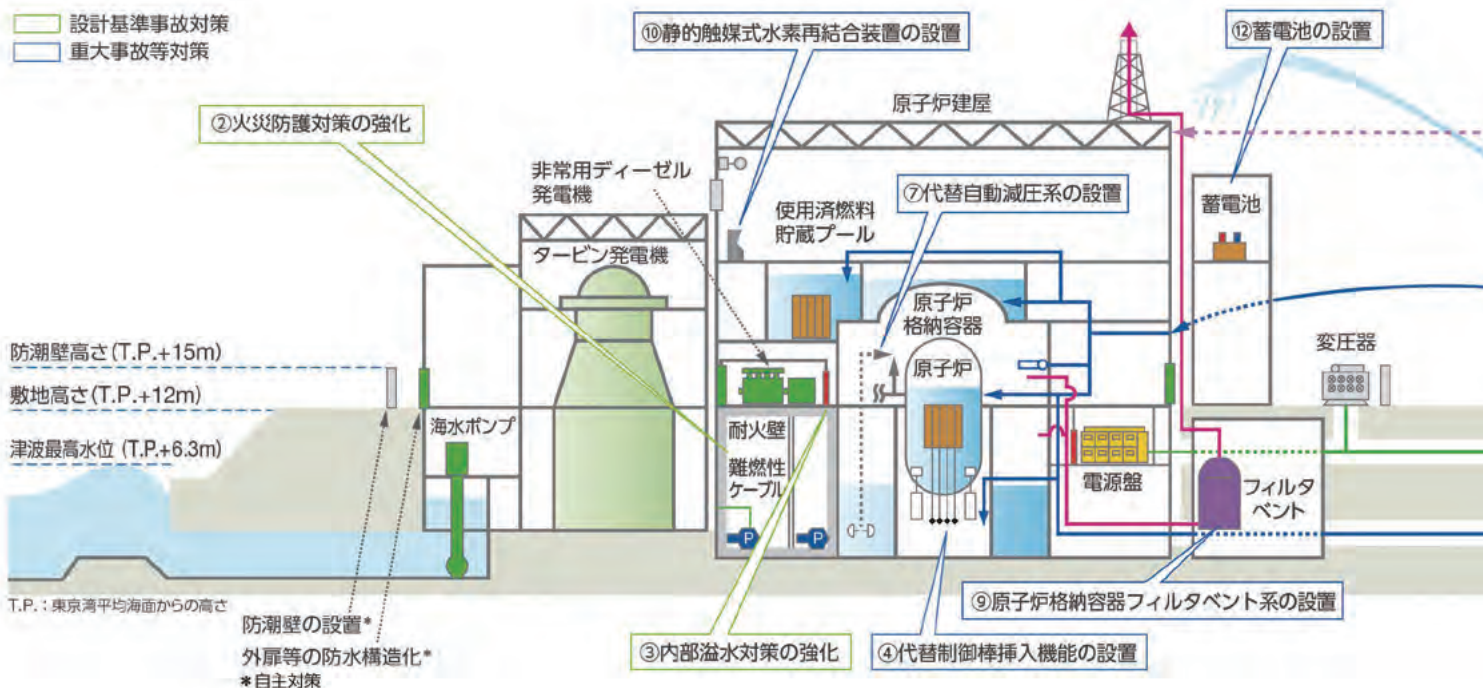 設計基準事故対策
重大事故等対策
⑩静的触媒式水素再結合装置の設置
⑫蓄電池の設置
原子炉建屋
②火災防護対策の強化
非常用ディーゼル
発電機
⑦代替自動減圧系の設置
使用済燃料
貯蔵プール
蓄電池
タービン発電機
原子炉
格納容器
変圧器
防潮壁高さ(T.P.+15m)
原子炉
敷地高さ(T.P.+12m)
海水ポンプ
耐火壁
津波最高水位 (T.P.+6.3m)
難燃性
ケーブル
電源盤
フィルタ
ベント
P
P
T.P.:東京湾平均海面からの高さ
⑨原子炉格納容器フィルタベント系の設置
防潮壁の設置*
外扉等の防水構造化*
*自主対策
③内部溢水対策の強化
④代替制御棒挿入機能の設置